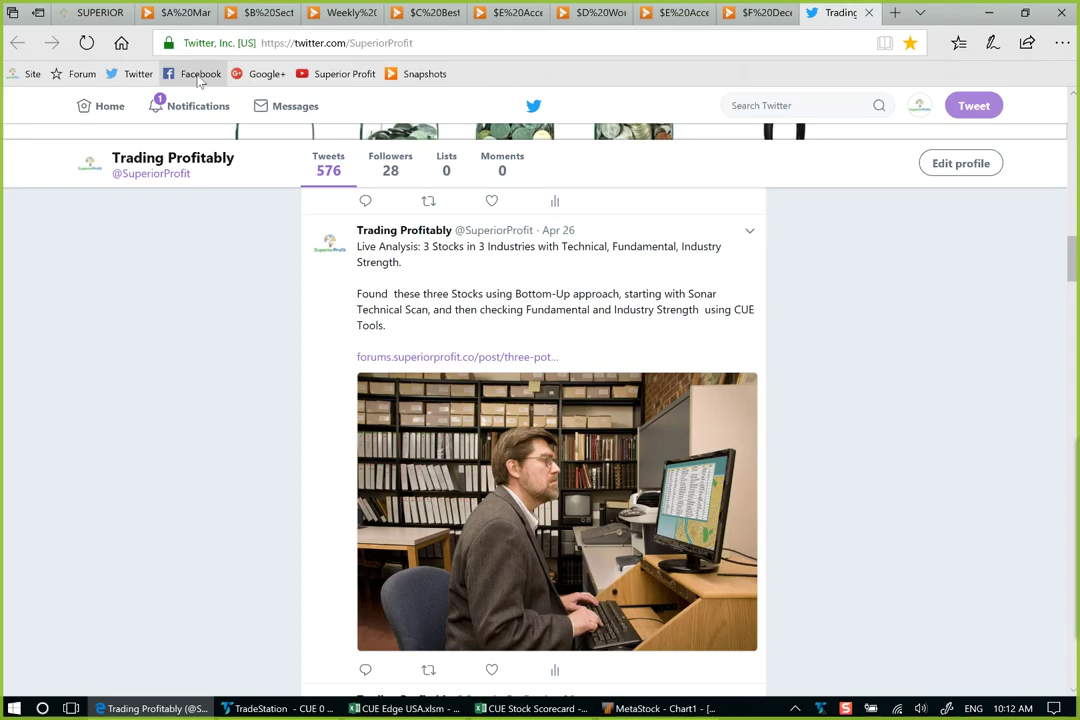 SUPERIOR
$A%20Mar
$B%20Sect
Weekly%2(
$C%20Best
$E%20Acce
$D%20Wor
$E%20Acce
$F%20Dece
Trading
Twitter, Inc. [US] https://twitter.com/SuperiorProfit
Site Forum Twitter Facebook Google+ Superior Profit Snapshots
Home 1 Notifications Messages Search Twitter Tweet
Trading Profitably
@SuperiorProfit
Tweets Followers Lists Moments
576 28 0 0
Edit profile
Trading Profitably @SuperiorProfit · Apr 26
Live Analysis: 3 Stocks in 3 Industries with Technical, Fundamental, Industry
Strength.
Found these three Stocks using Bottom-Up approach, starting with Sonar
Technical Scan, and then checking Fundamental and Industry Strength using CUE
Tools.
forums.superiorprofit.co/post/three-pot...
Trading Profitably (@S... TradeStation - CUE 0 ... CUE Edge USA.xlsm - ... CUE Stock Scorecard -... MetaStock - Chart1 - [... ENG 10:12 AM